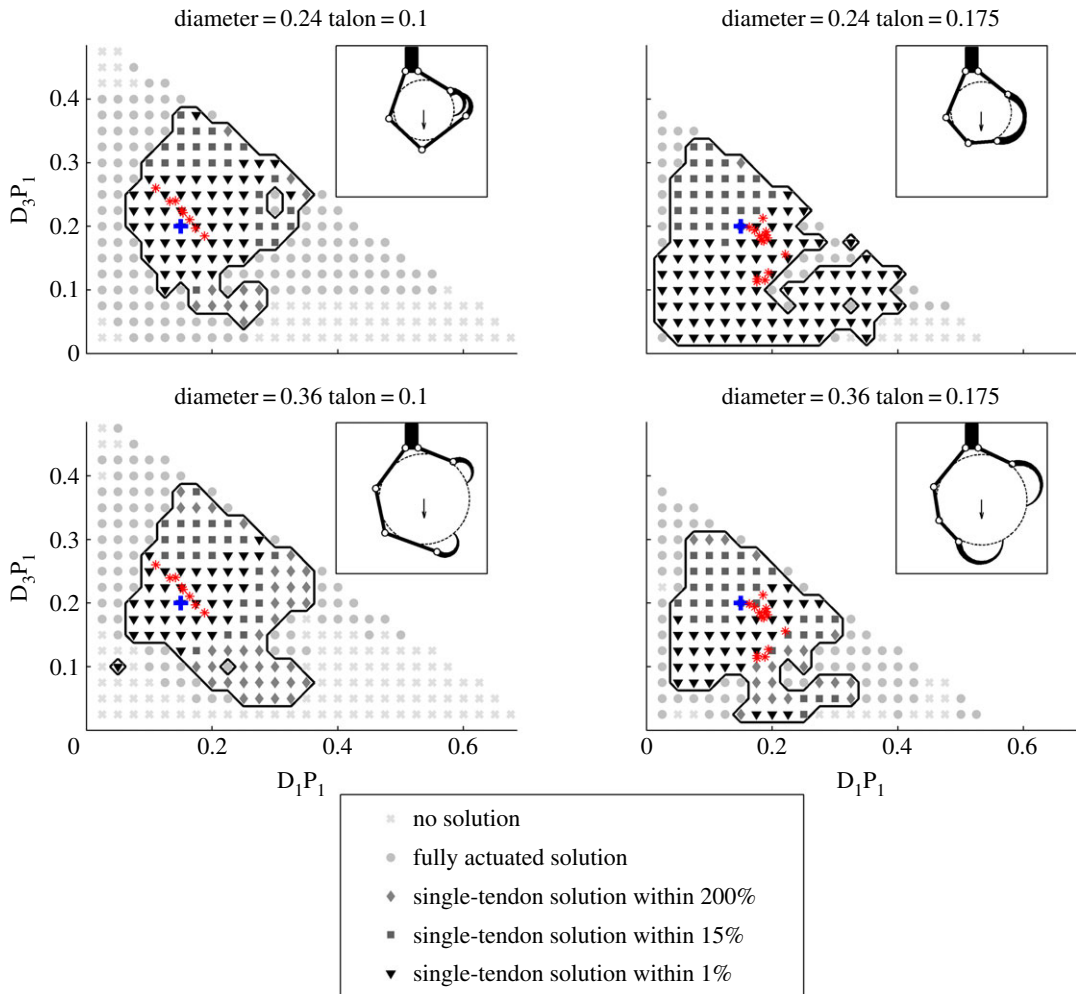 diameter = 0.24 talon = 0.1
diameter = 0.24 talon = 0.175
D₃P₁
0.4
0.3
0.2
0.1
0
diameter = 0.36 talon = 0.1
diameter = 0.36 talon = 0.175
D₃P₁
0.4
0.3
0.2
0.1
0 0.2 0.4 0.6
0 0.2 0.4 0.6
D₁P₁
D₁P₁
no solution
fully actuated solution
single-tendon solution within 200%
single-tendon solution within 15%
single-tendon solution within 1%